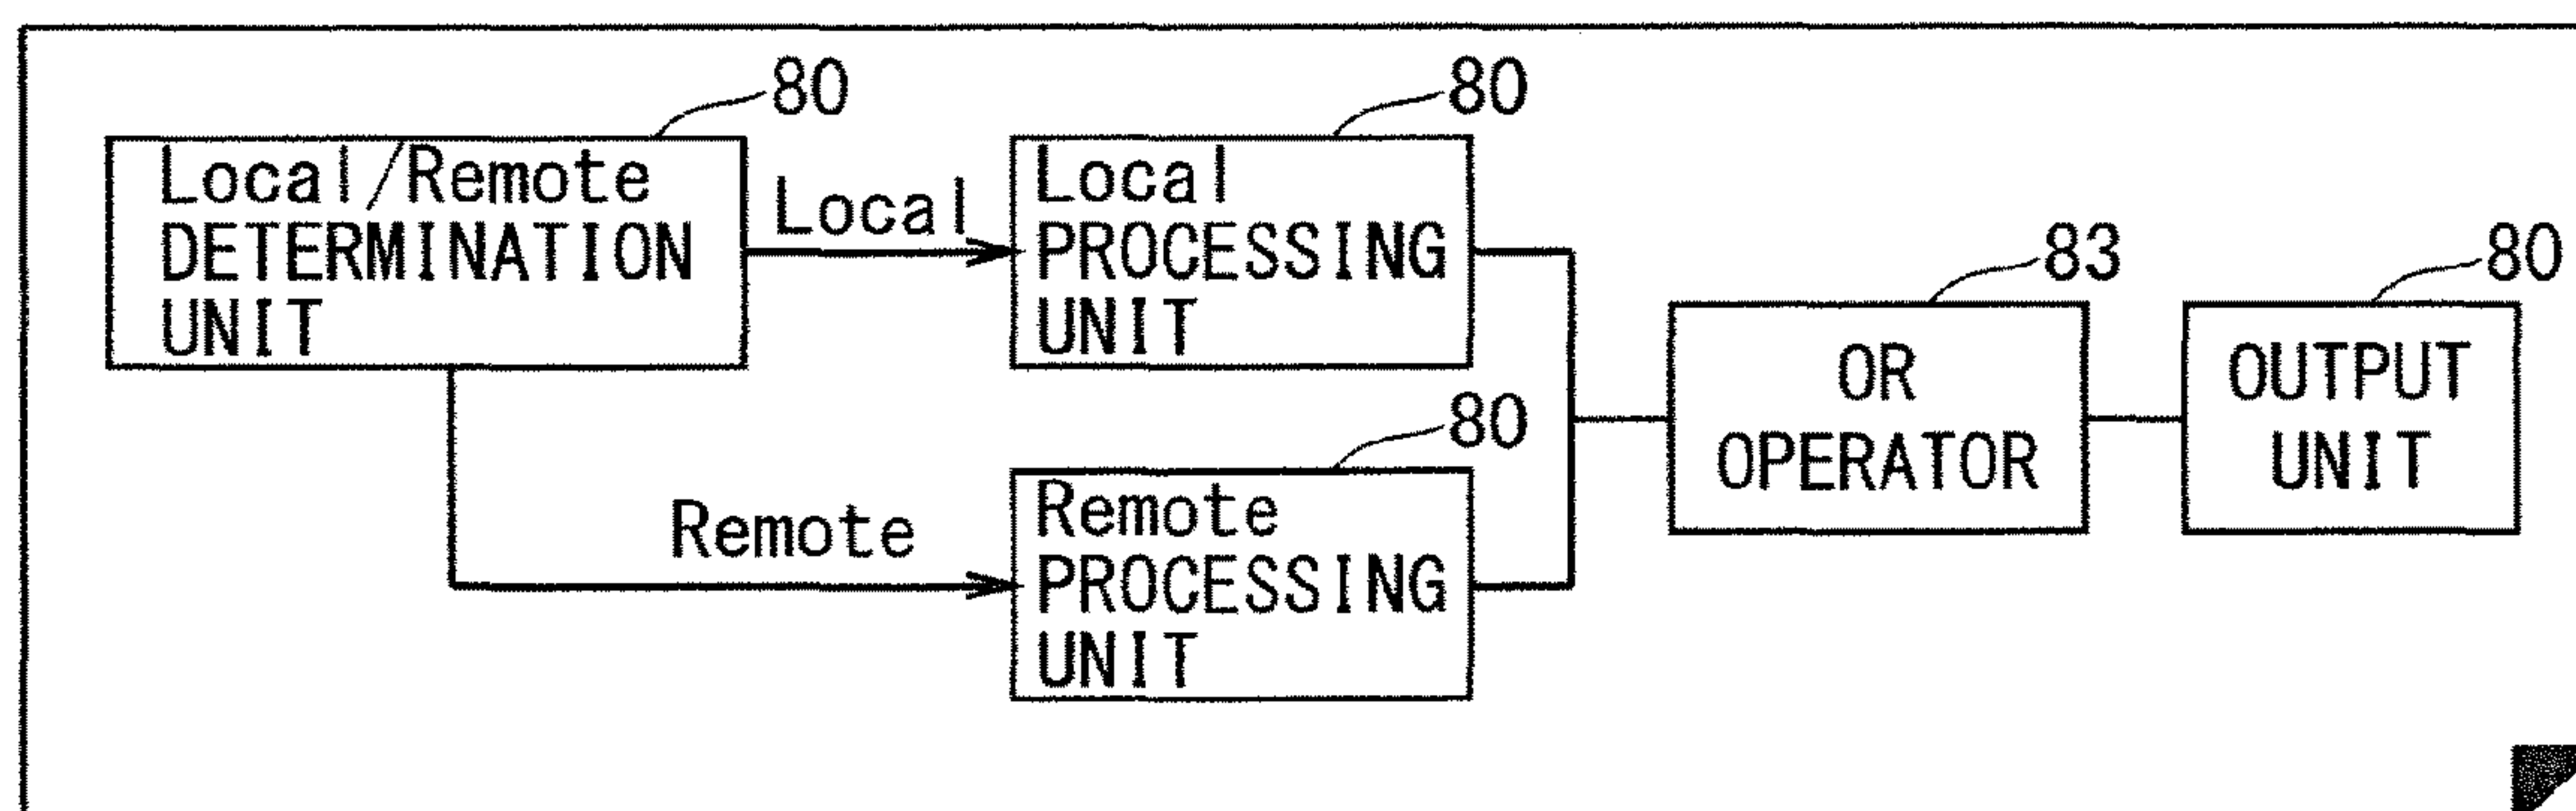 80
Local/Remote
DETERMINATION
UNIT
Local
80
Local
PROCESSING
UNIT
Remote
80
Remote
PROCESSING
UNIT
83
OR
OPERATOR
80
OUTPUT
UNIT